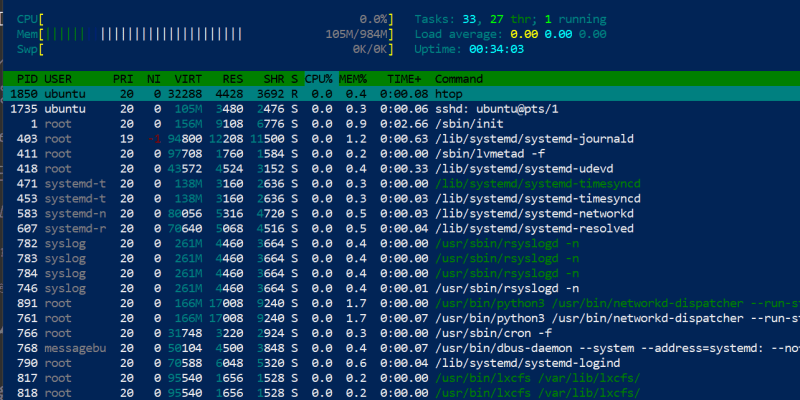 CPU[ 0.0%] Tasks: 33, 27 thr; 1 running
Mem[|||||| ||||||||||||||||||||| 105M/984M] Load average: 0.00 0.00 0.00
Swp[ 0K/0K] Uptime: 00:34:03
PID USER PRI NI VIRT RES SHR S CPU% MEM% TIME+ Command
1850 ubuntu 20 0 32288 4428 3692 R 0.0 0.4 0:00.08 htop
1735 ubuntu 20 0 105M 3480 2476 S 0.0 0.3 0:00.06 sshd: ubuntu@pts/1
1 root 20 0 156M 9108 6776 S 0.0 0.9 0:02.66 /sbin/init
403 root 19 -1 94800 12208 11500 S 0.0 1.2 0:00.63 /lib/systemd/systemd-journald
411 root 20 0 97708 1760 1584 S 0.0 0.2 0:00.00 /sbin/lvmetad -f
418 root 20 0 43572 4524 3152 S 0.0 0.4 0:00.33 /lib/systemd/systemd-udevd
471 systemd-t 20 0 138M 3160 2636 S 0.0 0.3 0:00.00 /lib/systemd/systemd-timesyncd
453 systemd-t 20 0 138M 3160 2636 S 0.0 0.3 0:00.03 /lib/systemd/systemd-timesyncd
583 systemd-n 20 0 80056 5316 4720 S 0.0 0.5 0:00.03 /lib/systemd/systemd-networkd
607 systemd-r 20 0 70640 5068 4516 S 0.0 0.5 0:00.04 /lib/systemd/systemd-resolved
782 syslog 20 0 261M 4460 3664 S 0.0 0.4 0:00.00 /usr/sbin/rsyslogd -n
783 syslog 20 0 261M 4460 3664 S 0.0 0.4 0:00.00 /usr/sbin/rsyslogd -n
784 syslog 20 0 261M 4460 3664 S 0.0 0.4 0:00.00 /usr/sbin/rsyslogd -n
746 syslog 20 0 261M 4460 3664 S 0.0 0.4 0:00.01 /usr/sbin/rsyslogd -n
891 root 20 0 166M 17008 9240 S 0.0 1.7 0:00.00 /usr/bin/python3 /usr/bin/networkd-dispatcher --run-st
761 root 20 0 166M 17008 9240 S 0.0 1.7 0:00.07 /usr/bin/python3 /usr/bin/networkd-dispatcher --run-st
766 root 20 0 31748 3220 2924 S 0.0 0.3 0:00.00 /usr/sbin/cron -f
768 messagebu 20 0 50104 4500 3848 S 0.0 0.4 0:00.07 /usr/bin/dbus-daemon --system --address=systemd: --no
790 root 20 0 70588 6048 5320 S 0.0 0.6 0:00.04 /lib/systemd/systemd-logind
817 root 20 0 95540 1656 1528 S 0.0 0.2 0:00.00 /usr/bin/lxcfs /var/lib/lxcfs/
818 root 20 0 95540 1656 1528 S 0.0 0.2 0:00.00 /usr/bin/lxcfs /var/lib/lxcfs/